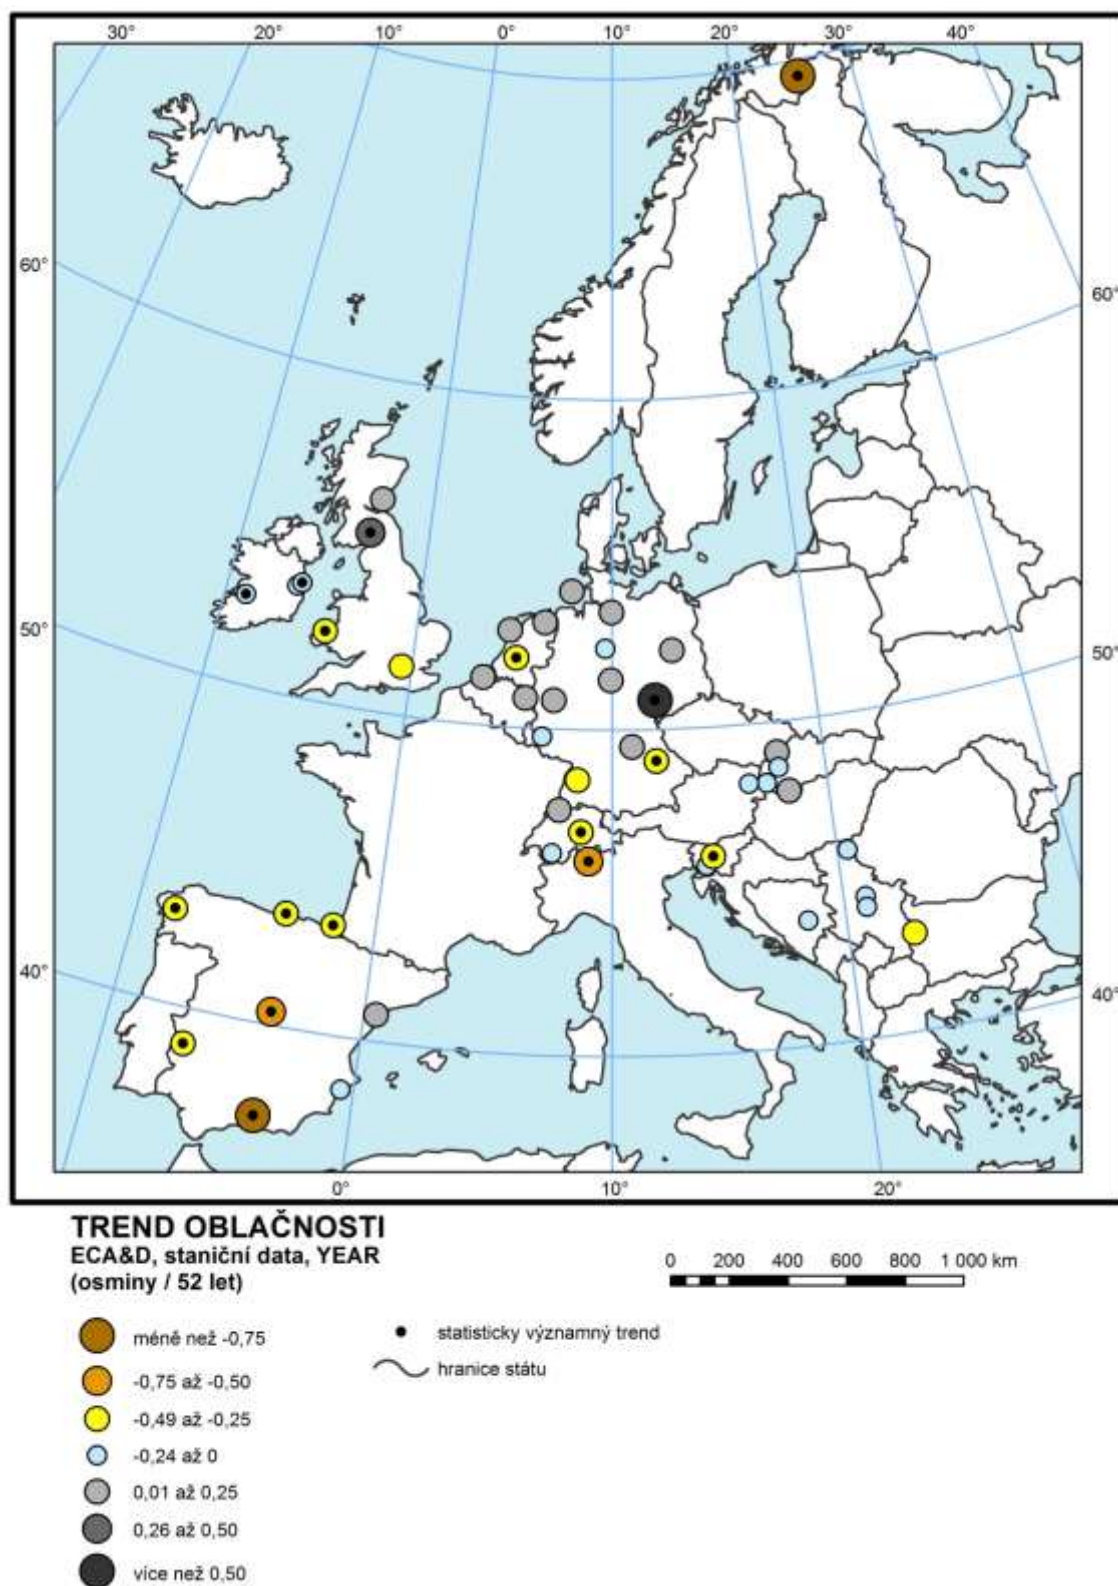 30° 20° 10° 0° 10° 20° 30° 40°
60° 60°
50° 50°
40° 40°
0° 10° 20°
TREND OBLAČNOSTI
ECA&D, staniční data, YEAR
(osminy / 52 let)
0 200 400 600 800 1 000 km
méně než -0,75
statisticky významný trend
hranice státu
-0,75 až -0,50
-0,49 až -0,25
-0,24 až 0
0,01 až 0,25
0,26 až 0,50
více než 0,50